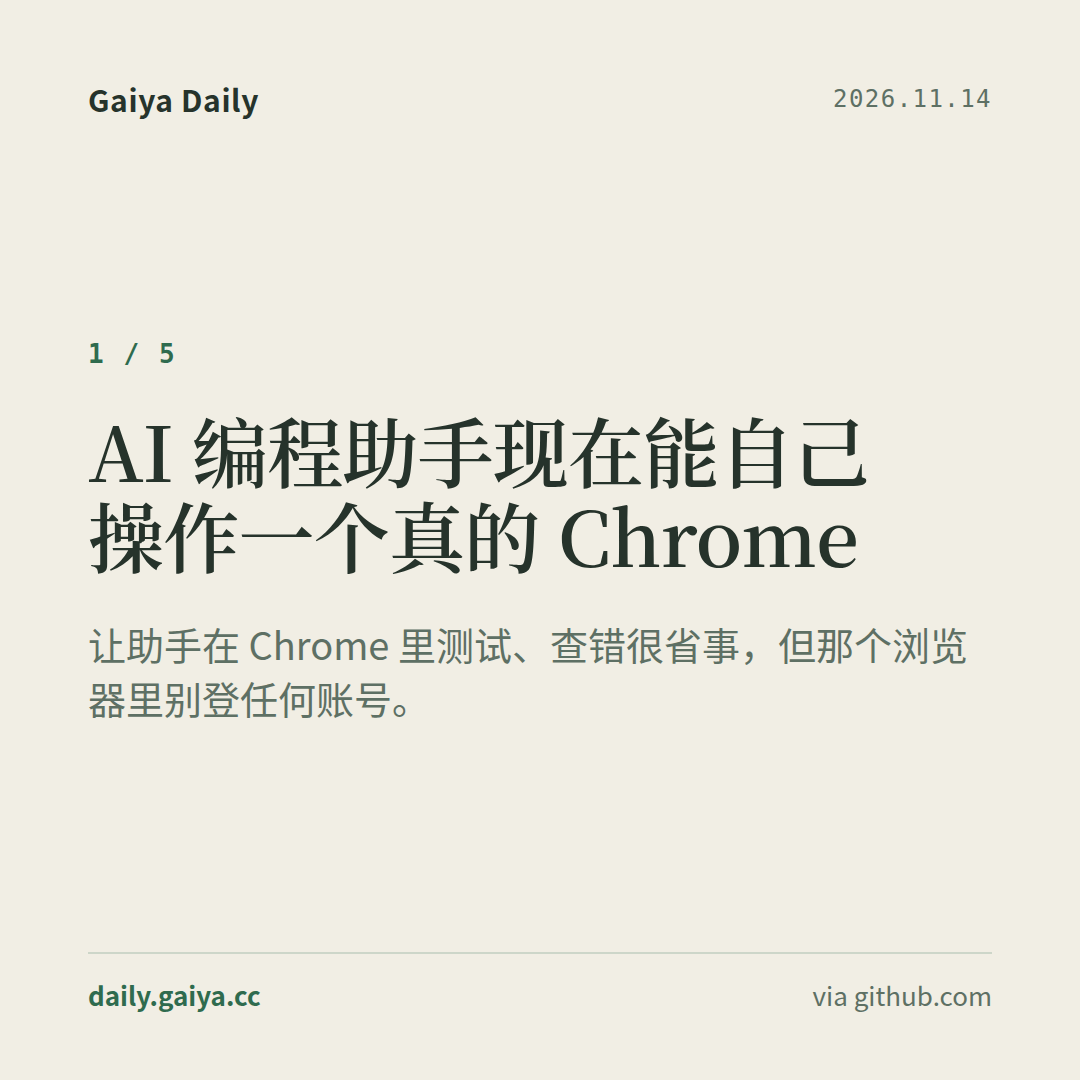 Gaiya Daily
2026.11.14
1 / 5
AI 编程助手现在能自己
操作一个真的 Chrome
让助手在 Chrome 里测试、查错很省事，但那个浏览
器里别登任何账号。
daily.gaiya.cc
via github.com